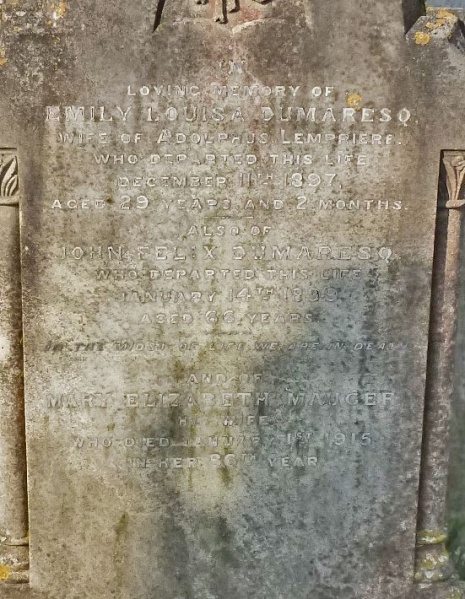 IN
LOVING MEMORY OF
EMILY LOUISA DUMARESQ,
WIFE OF ADOLPHUS LEMPRIERE.
WHO DEPARTED THIS LIFE
DECEMBER 11TH 1897,
AGED 29 YEARS AND 2 MONTHS.
ALSO OF
JOHN FELIX DUMARESQ
WHO DEPARTED THIS LIFE
JANUARY 14TH
AGED YEARS.
IN THE MIDST OF LIFE WE ARE IN DEATH
AND OF
MARY ELIZABETH MAUGER
HIS WIFE
WHO DIED JANUARY 1ST 1915
IN HER 80TH YEAR